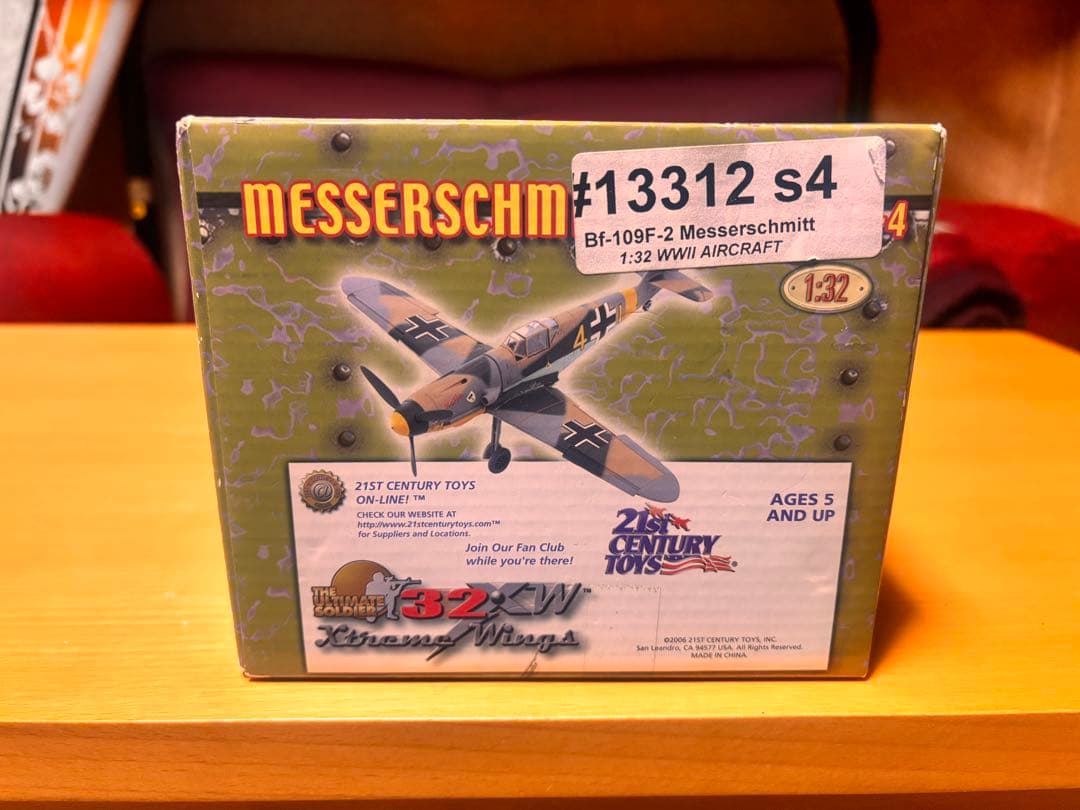 MESSERSCHM
#13312 s4
Bf-109F-2 Messerschmitt
1:32 WWII AIRCRAFT
4
1:32
4
21ST CENTURY TOYS
ON-LINE! ™
CHECK OUR WEBSITE AT
http://www.21stcenturytoys.com™
for Suppliers and Locations.
Join Our Fan Club
while you're there!
21st
CENTURY
TOYS
AGES 5
AND UP
THE
ULTIMATE
SOLDIER
32XW™
Xtreme Wings
©2006 21ST CENTURY TOYS, INC.
San Leandro, CA 94577 USA. All Rights Reserved.
MADE IN CHINA.